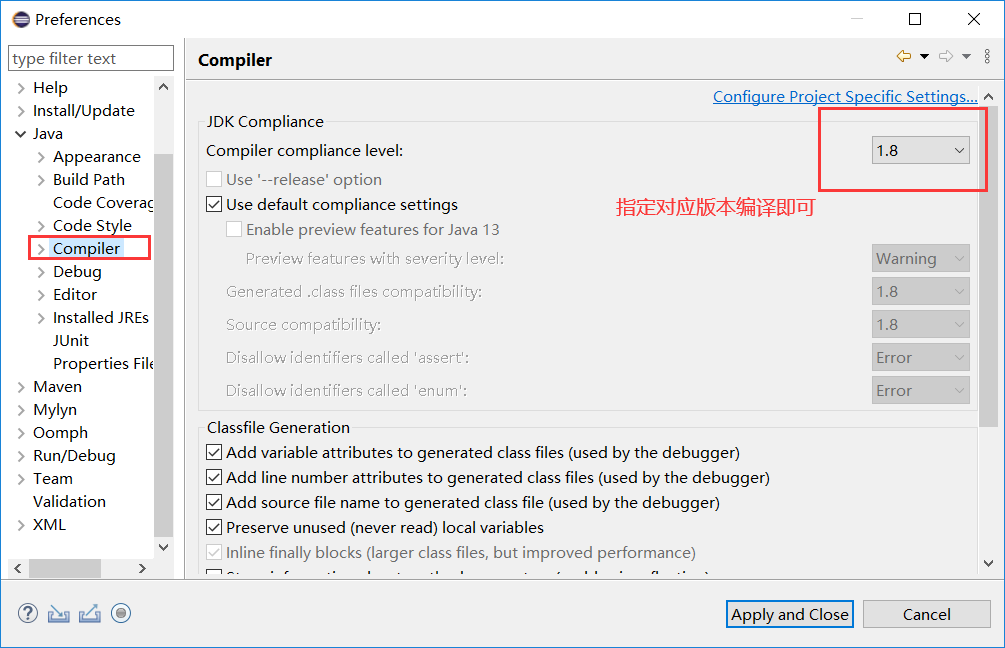 Preferences
type filter text
Help
Install/Update
Java
Appearance
Build Path
Code Coverag
Code Style
Compiler
Debug
Editor
Installed JREs
JUnit
Properties File
Maven
Mylyn
Oomph
Run/Debug
Team
Validation
XML
Compiler
Configure Project Specific Settings...
JDK Compliance
Compiler compliance level: 1.8
Use '--release' option
Use default compliance settings
指定对应版本编译即可
Enable preview features for Java 13
Preview features with severity level: Warning
Generated .class files compatibility: 1.8
Source compatibility: 1.8
Disallow identifiers called 'assert': Error
Disallow identifiers called 'enum': Error
Classfile Generation
Add variable attributes to generated class files (used by the debugger)
Add line number attributes to generated class files (used by the debugger)
Add source file name to generated class file (used by the debugger)
Preserve unused (never read) local variables
Inline finally blocks (larger class files, but improved performance)
Apply and Close
Cancel